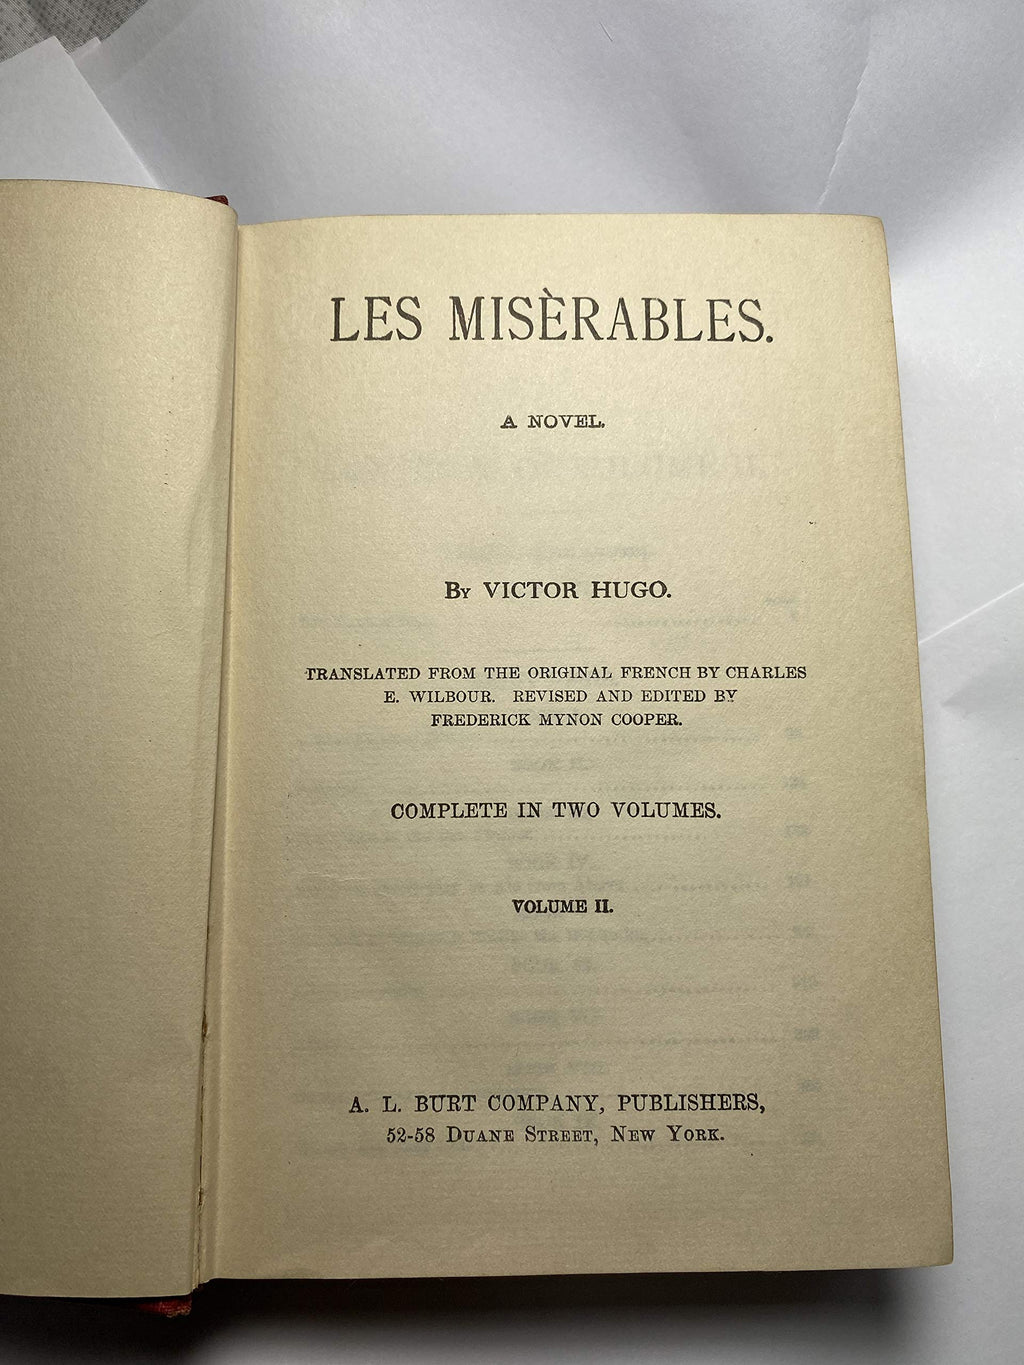 LES MISÈRABLES.
A NOVEL.
By VICTOR HUGO.
TRANSLATED FROM THE ORIGINAL FRENCH BY CHARLES
E. WILBOUR. REVISED AND EDITED BY
FREDERICK MYNON COOPER.
COMPLETE IN TWO VOLUMES.
VOLUME II.
A. L. BURT COMPANY, PUBLISHERS,
52-58 DUANE STREET, NEW YORK.